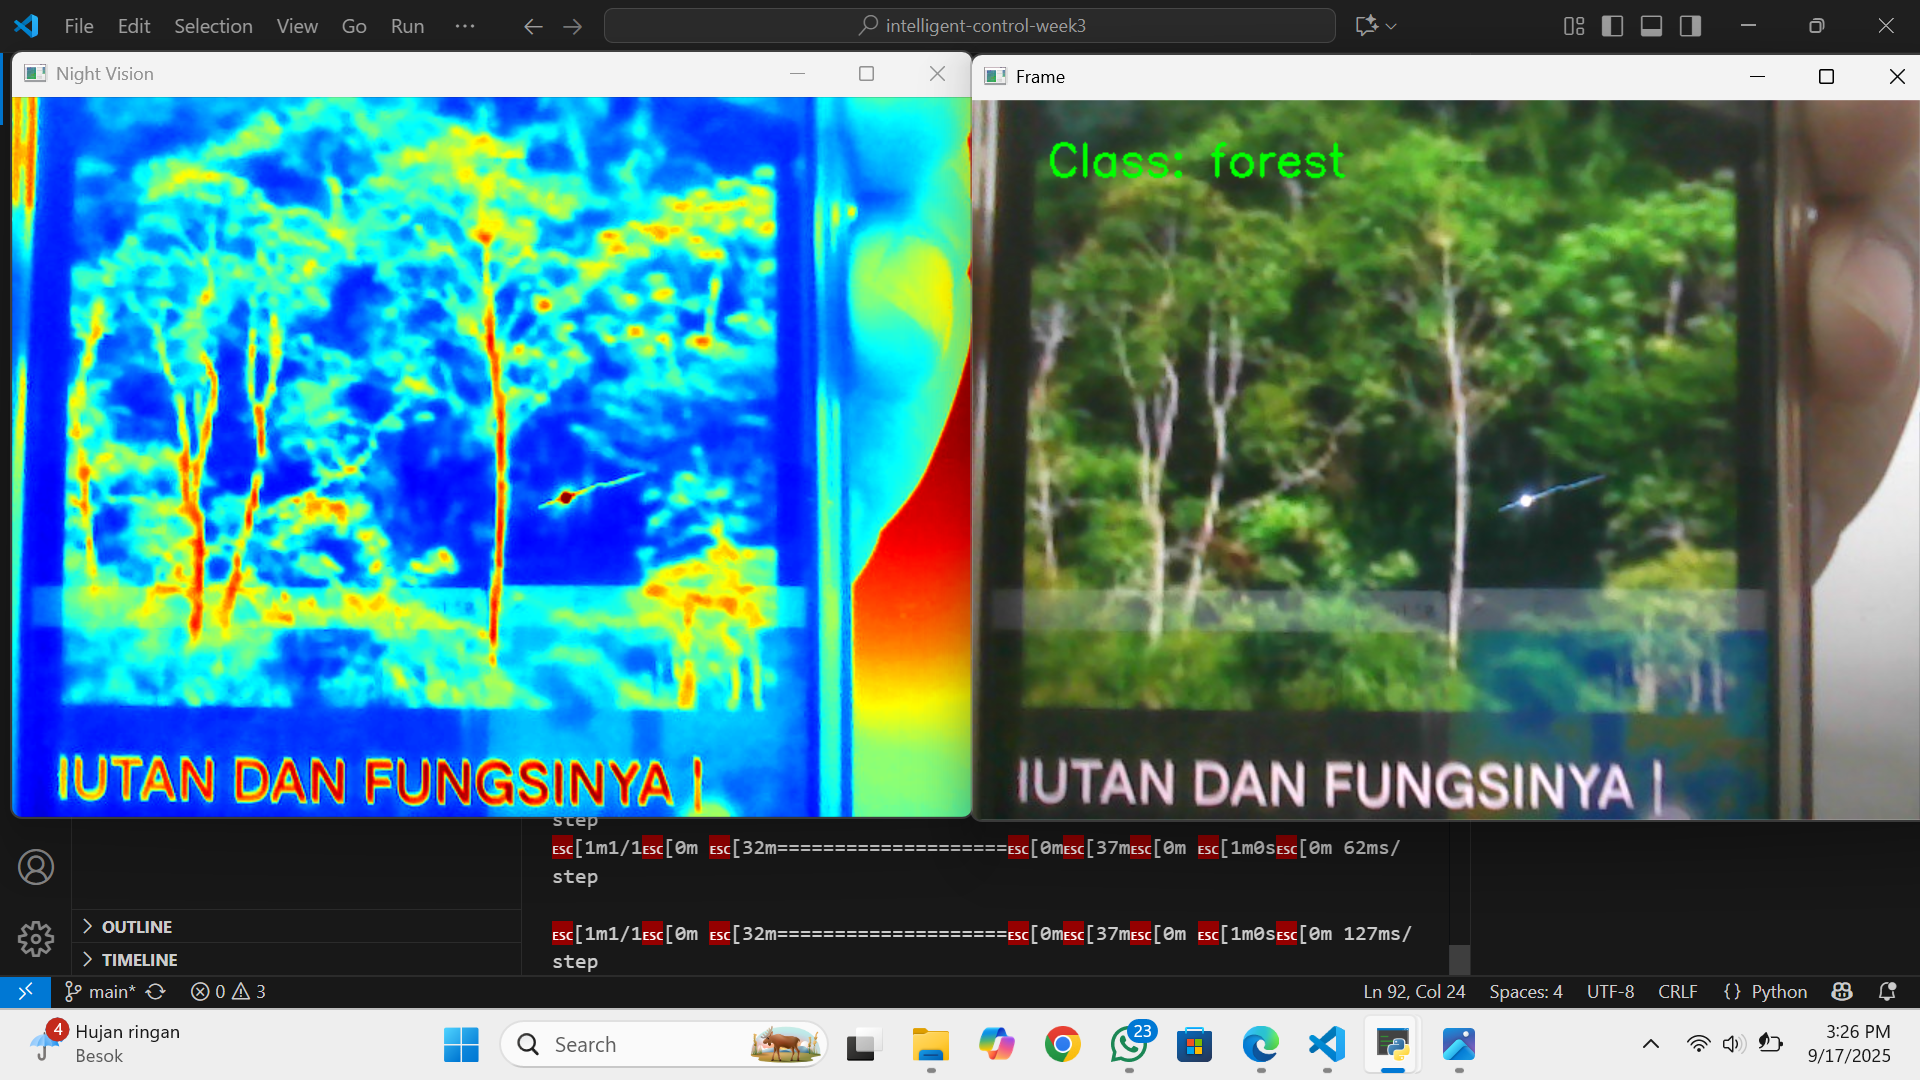 File Edit Selection View Go Run ...
intelligent-control-week3
Night Vision
IUTAN DAN FUNGSINYA |
Frame
Class: forest
IUTAN DAN FUNGSINYA |
step
ESC[1m1/1ESC[0m ESC[32m====================ESC[0mESC[37mESC[0m ESC[1m0sESC[0m 62ms/
step
ESC[1m1/1ESC[0m ESC[32m====================ESC[0mESC[37mESC[0m ESC[1m0sESC[0m 127ms/
step
OUTLINE
TIMELINE
main* 0 3
Ln 92, Col 24 Spaces: 4 UTF-8 CRLF {} Python
4
Hujan ringan
Besok
Search
23
3:26 PM
9/17/2025